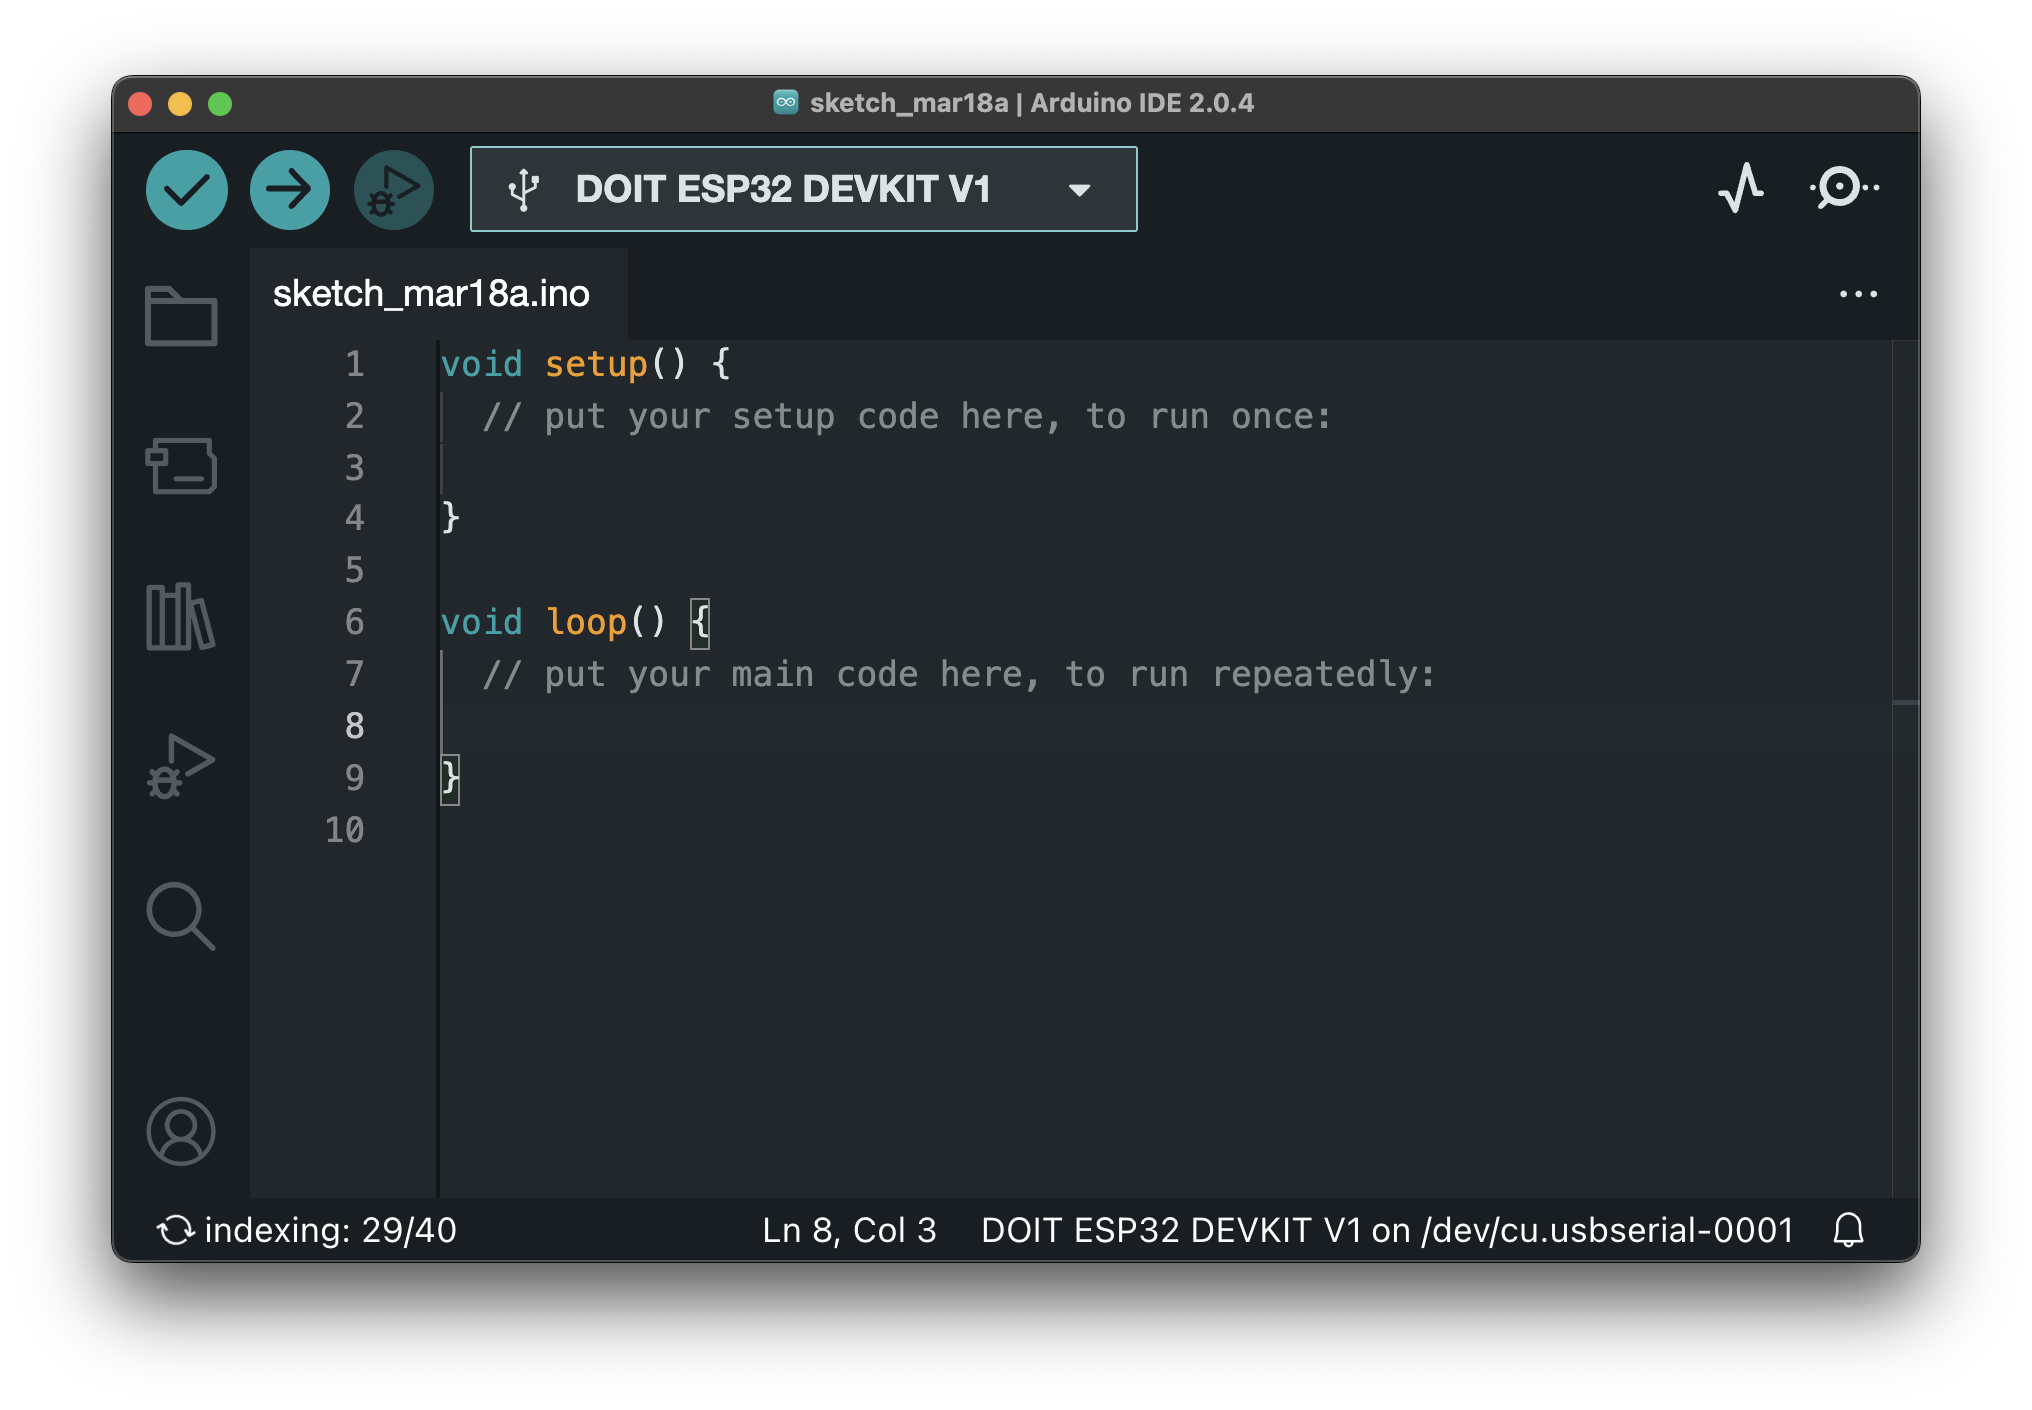 sketch_mar18a | Arduino IDE 2.0.4
DOIT ESP32 DEVKIT V1
sketch_mar18a.ino
1 void setup() {
2   // put your setup code here, to run once:
3
4 }
5
6 void loop() {
7   // put your main code here, to run repeatedly:
8
9 }
10
indexing: 29/40 Ln 8, Col 3 DOIT ESP32 DEVKIT V1 on /dev/cu.usbserial-0001